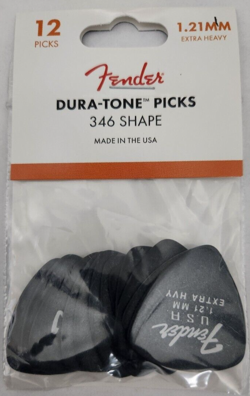 12
PICKS
1.21MM
EXTRA HEAVY
Fender
DURA-TONE™ PICKS
346 SHAPE
MADE IN THE USA
Fender
USA
1.21 MM
EXTRA HVY